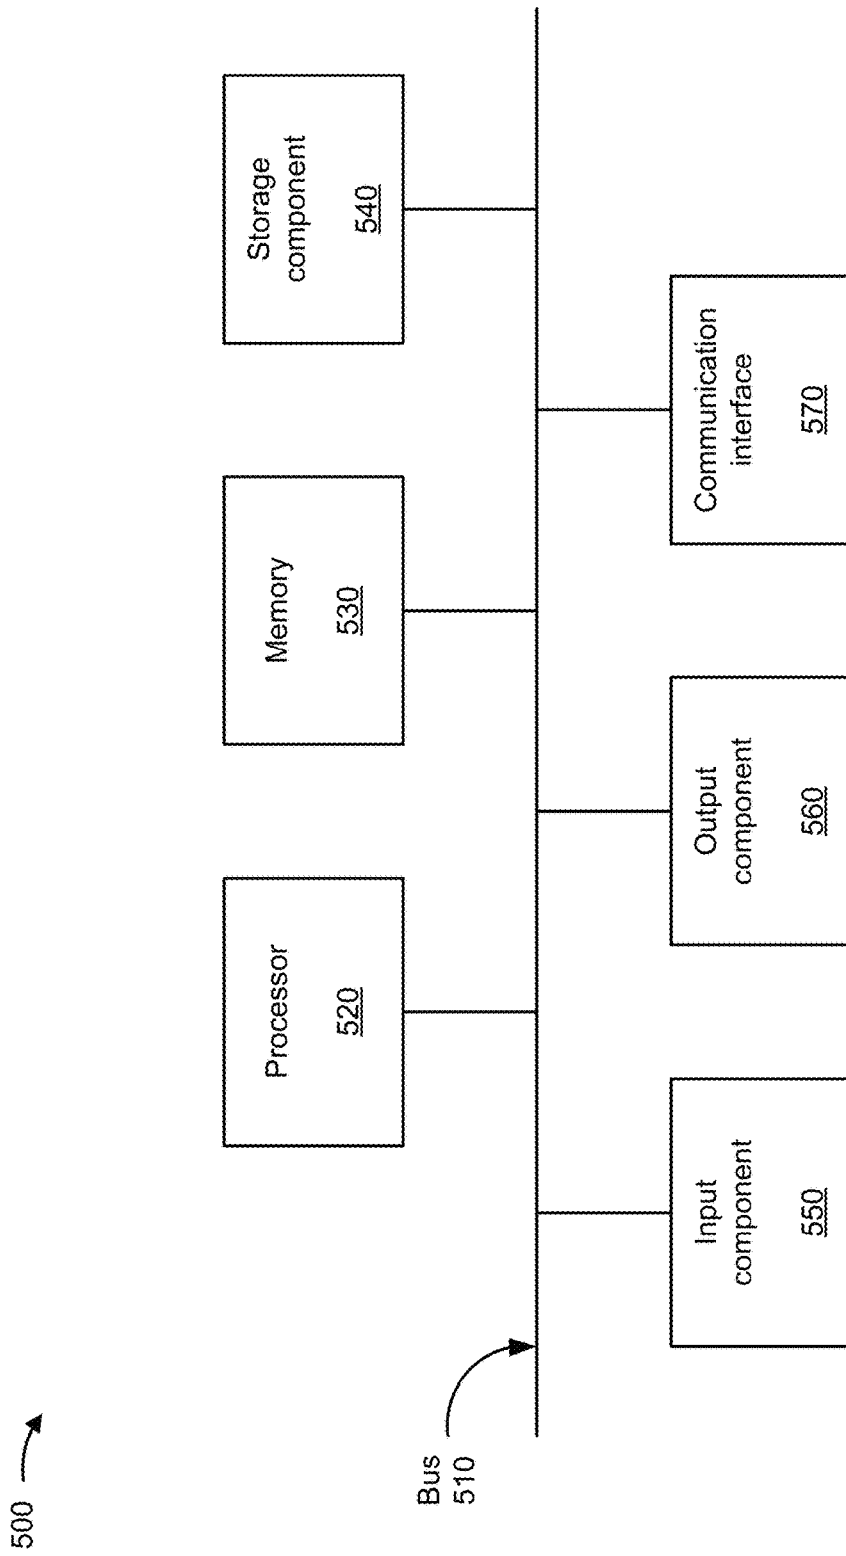 500
Processor
520
Memory
530
Storage
component
540
Bus
510
Input
component
550
Output
component
560
Communication
interface
570